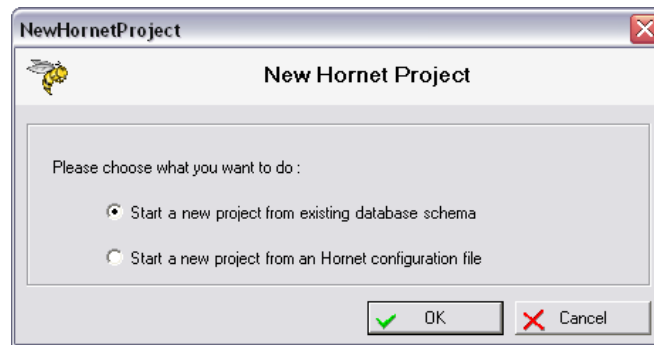 NewHornetProject
New Hornet Project
Please choose what you want to do :
Start a new project from existing database schema
Start a new project from an Hornet configuration file
OK
Cancel